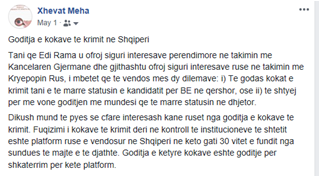 Xhevat Meha
May 1
Goditja e kokave te krimit ne Shqiperi
Tani qe Edi Rama u ofroj siguri interesave perendimore ne takimin me
Kancelaren Gjermane dhe gjithashtu ofroj siguri interesave ruse ne takimin me
Kryepopin Rus, i mbetet qe te vendos mes dy dilemave: i) Te godas kokat e
krimit tani e te marre statusin e kandidatit per BE ne qershor, ose ii) te shtyej
per me vone goditjen me mundesi qe te marre statusin ne dhjetor.
Dikush mund te pyes se cfare interesash kane ruset nga goditja e kokave te
krimit. Fuqizimi i kokave te krimit deri ne kontroll te institucioneve te shtetit
eshte platform ruse e vendosur ne Shqiperi ne keto gati 30 vitet e fundit nga
sundues te majte e te djathte. Goditja e ketyre kokave eshte goditje per
shkaterrim per kete platform.